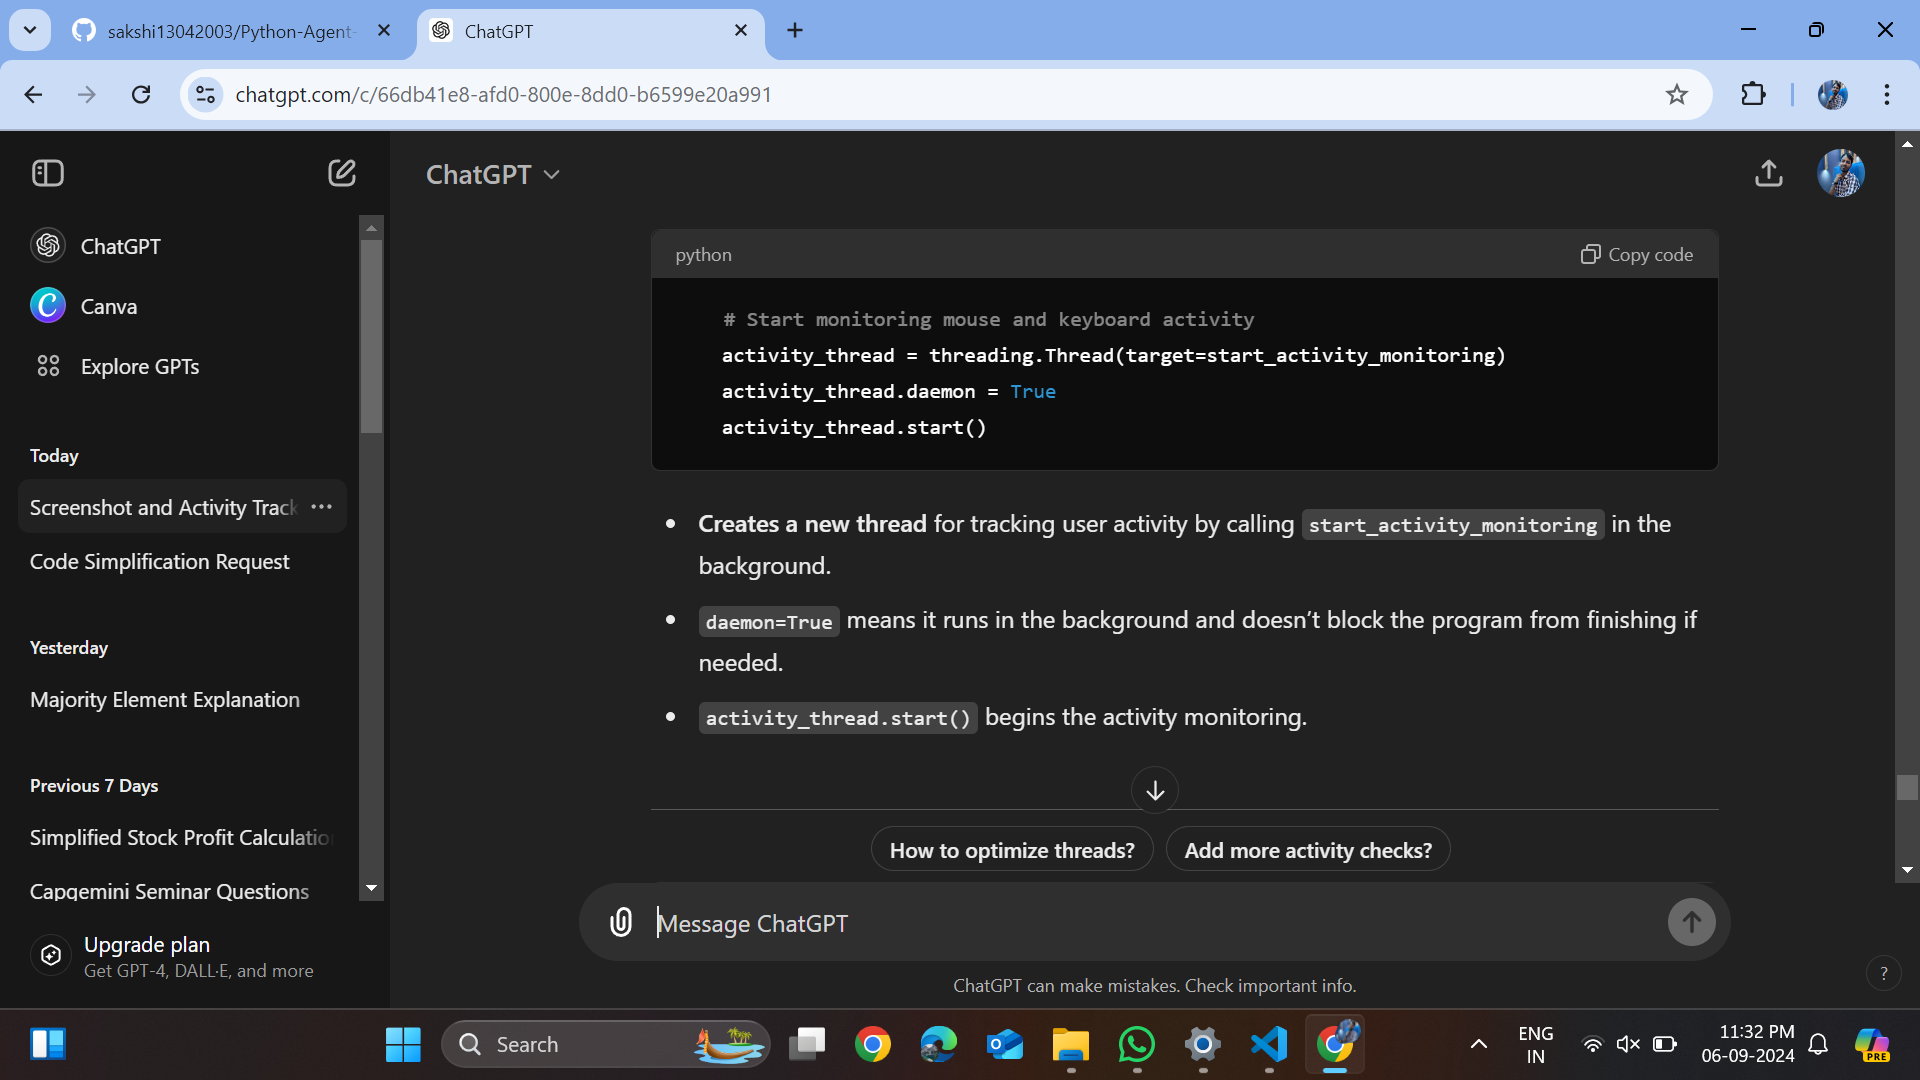 sakshi13042003/Python-Agent-
ChatGPT
chatgpt.com/c/66db41e8-afd0-800e-8dd0-b6599e20a991
ChatGPT
Canva
Explore GPTs
Today
Screenshot and Activity Track
Code Simplification Request
Yesterday
Majority Element Explanation
Previous 7 Days
Simplified Stock Profit Calculation
Capgemini Seminar Questions
Upgrade plan
Get GPT-4, DALL·E, and more
ChatGPT
python
Copy code
# Start monitoring mouse and keyboard activity
activity_thread = threading.Thread(target=start_activity_monitoring)
activity_thread.daemon = True
activity_thread.start()
Creates a new thread for tracking user activity by calling start_activity_monitoring in the
background.
daemon=True means it runs in the background and doesn’t block the program from finishing if
needed.
activity_thread.start() begins the activity monitoring.
How to optimize threads?
Add more activity checks?
Message ChatGPT
ChatGPT can make mistakes. Check important info.
?
Search
ENG
IN
11:32 PM
06-09-2024
PRE